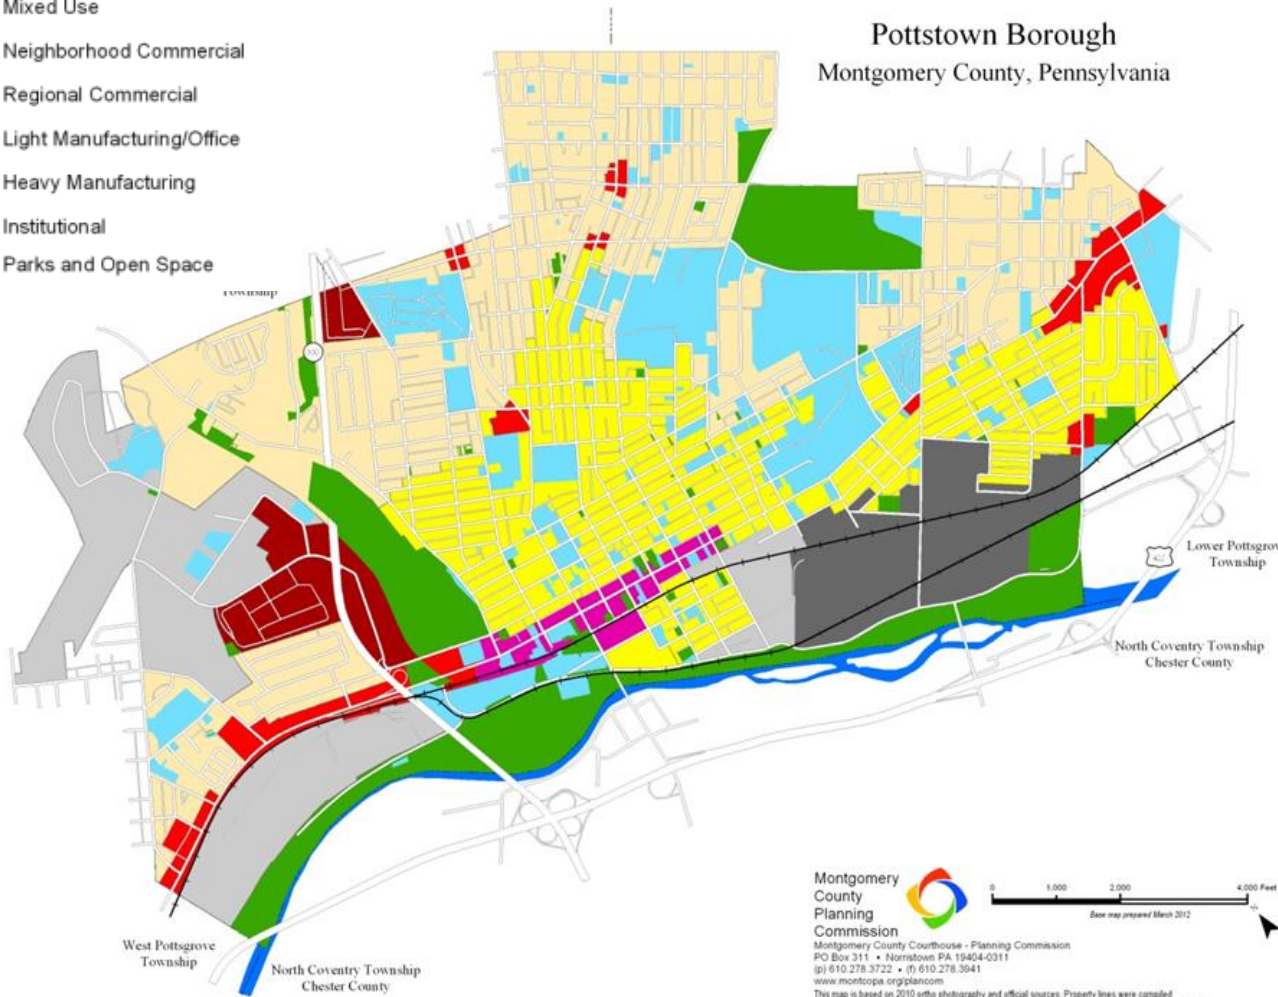 Mixed Use
Neighborhood Commercial
Regional Commercial
Light Manufacturing/Office
Heavy Manufacturing
Institutional
Parks and Open Space
Pottstown Borough
Montgomery County, Pennsylvania
Township
100
422
Lower Pottsgrov
Township
North Coventry Township
Chester County
West Pottsgrove
Township
North Coventry Township
Chester County
Montgomery
County
Planning
Commission
0 1,000 2,000 4,000 Feet
Base map prepared March 2012
Montgomery County Courthouse - Planning Commission
PO Box 311 • Norristown PA 19404-0311
(p) 610.278.3722 • (f) 610.278.3941
www.montcopa.org/plancom
This map is based on 2010 ortho photography and official sources. Property lines were compiled